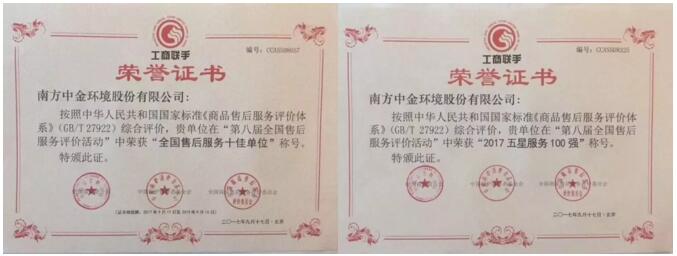 工商联手
荣誉证书
南方中金环境股份有限公司：
按照中华人民共和国国家标准《商品售后服务评价体
系》（GB/T 27922）综合评价，贵单位在“第八届全国售后
服务评价活动”中荣获“全国售后服务十佳单位”称号。
特颁此证。
二〇一七年九月十七日·北京
工商联手
荣誉证书
南方中金环境股份有限公司：
按照中华人民共和国国家标准《商品售后服务评价体
系》（GB/T 27922）综合评价，贵单位在“第八届全国售后
服务评价活动”中荣获“2017 五星服务 100 强”称号。
特颁此证。
二〇一七年九月十七日·北京